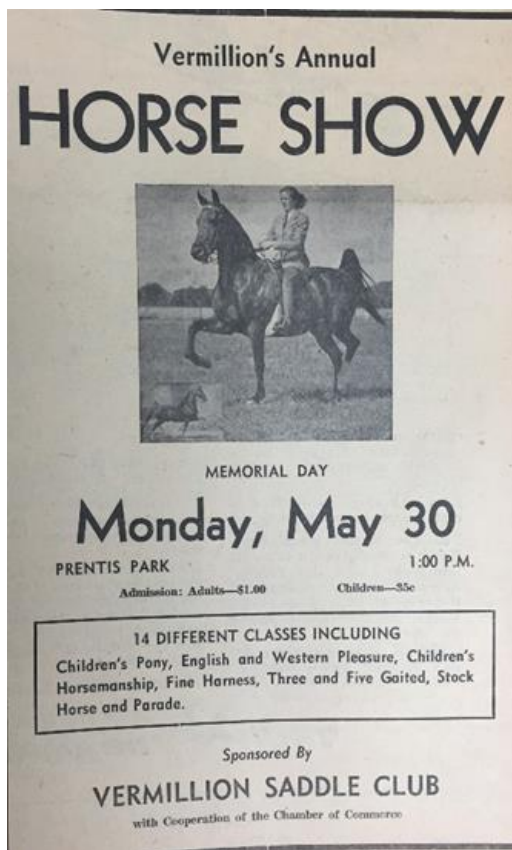 Vermillion's Annual
HORSE SHOW
MEMORIAL DAY
Monday, May 30
PRENTIS PARK 1:00 P.M.
Admission: Adults—$1.00 Children—35c
14 DIFFERENT CLASSES INCLUDING
Children's Pony, English and Western Pleasure, Children's
Horsemanship, Fine Harness, Three and Five Gaited, Stock
Horse and Parade.
Sponsored By
VERMILLION SADDLE CLUB
with Cooperation of the Chamber of Commerce